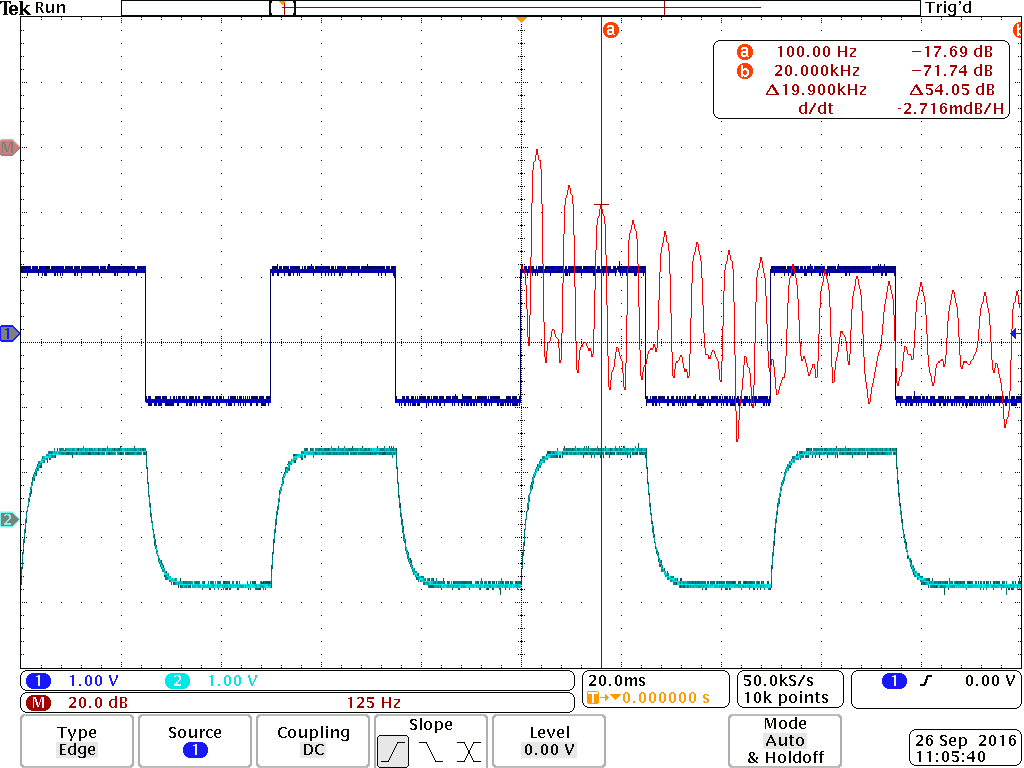 Tek Run Trig'd
a b
a 100.00 Hz −17.69 dB
b 20.000kHz −71.74 dB
Δ19.900kHz Δ54.05 dB
d/dt -2.716mdB/H
M
1
2
1 1.00 V 2 1.00 V
M 20.0 dB 125 Hz
20.0ms
T→▼0.000000 s
50.0kS/s
10k points
1 0.00 V
Type
Edge
Source
1
Coupling
DC
Slope
Level
0.00 V
Mode
Auto
& Holdoff
26 Sep 2016
11:05:40